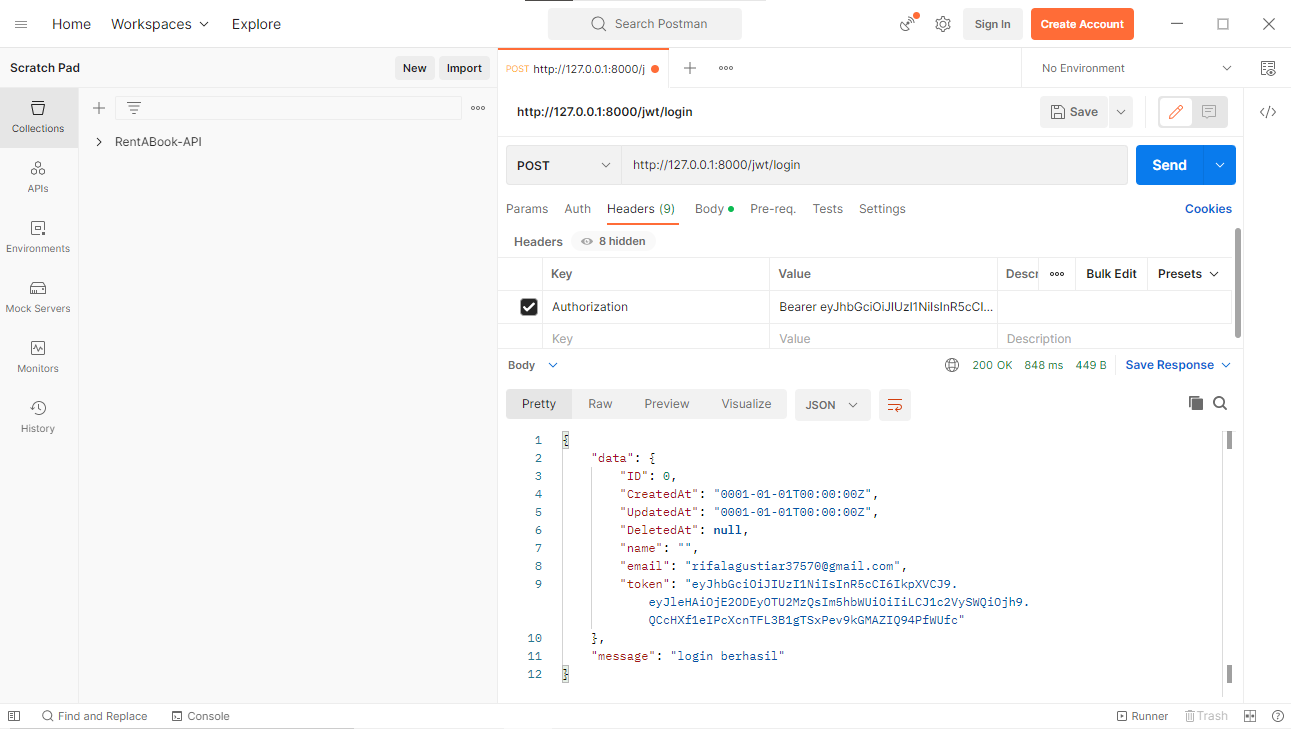 Home Workspaces Explore Search Postman Sign In Create Account
Scratch Pad New Import POST http://127.0.0.1:8000/j No Environment
Collections
APIs
Environments
Mock Servers
Monitors
History
RentABook-API
http://127.0.0.1:8000/jwt/login Save
POST http://127.0.0.1:8000/jwt/login Send
Params Auth Headers (9) Body Pre-req. Tests Settings Cookies
Headers 8 hidden
Key Value Descr Bulk Edit Presets
Authorization Bearer eyJhbGciOiJIUzI1NiIsInR5cCI...
Key Value Description
Body 200 OK 848 ms 449 B Save Response
Pretty Raw Preview Visualize JSON
1 {
2 "data": {
3 "ID": 0,
4 "CreatedAt": "0001-01-01T00:00:00Z",
5 "UpdatedAt": "0001-01-01T00:00:00Z",
6 "DeletedAt": null,
7 "name": "",
8 "email": "rifalagustiar37570@gmail.com",
9 "token": "eyJhbGciOiJIUzI1NiIsInR5cCI6IkpXVCJ9.
eyJleHAiOjE2ODEyOTU2MzQsIm5hbWUiOiIiLCJ1c2VySWQiOjh9.
QCcHXf1eIPcXcnTFL3B1gTSxPev9kGMAZIQ94PfWUfc"
10 },
11 "message": "login berhasil"
12 }
Find and Replace Console Runner Trash